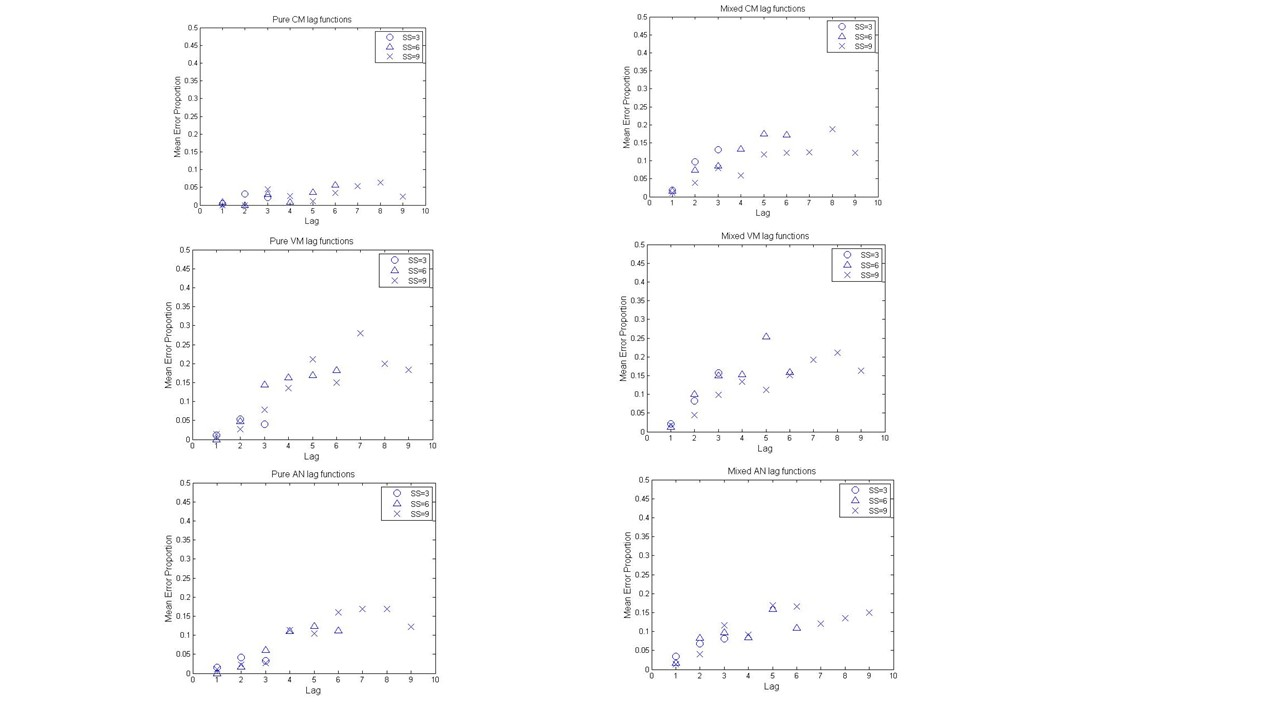 Pure CM lag functions
0.5
0.45
0.4
0.35
0.3
0.25
0.2
0.15
0.1
0.05
0
Mean Error Proportion
SS=3
SS=6
SS=9
0 1 2 3 4 5 6 7 8 9 10
Lag
Mixed CM lag functions
0.5
0.45
0.4
0.35
0.3
0.25
0.2
0.15
0.1
0.05
0
Mean Error Proportion
SS=3
SS=6
SS=9
0 1 2 3 4 5 6 7 8 9 10
Lag
Pure VM lag functions
0.5
0.45
0.4
0.35
0.3
0.25
0.2
0.15
0.1
0.05
0
Mean Error Proportion
SS=3
SS=6
SS=9
0 1 2 3 4 5 6 7 8 9 10
Lag
Mixed VM lag functions
0.5
0.45
0.4
0.35
0.3
0.25
0.2
0.15
0.1
0.05
0
Mean Error Proportion
SS=3
SS=6
SS=9
0 1 2 3 4 5 6 7 8 9 10
Lag
Pure AN lag functions
0.5
0.45
0.4
0.35
0.3
0.25
0.2
0.15
0.1
0.05
0
Mean Error Proportion
SS=3
SS=6
SS=9
0 1 2 3 4 5 6 7 8 9 10
Lag
Mixed AN lag functions
0.5
0.45
0.4
0.35
0.3
0.25
0.2
0.15
0.1
0.05
0
Mean Error Proportion
SS=3
SS=6
SS=9
0 1 2 3 4 5 6 7 8 9 10
Lag